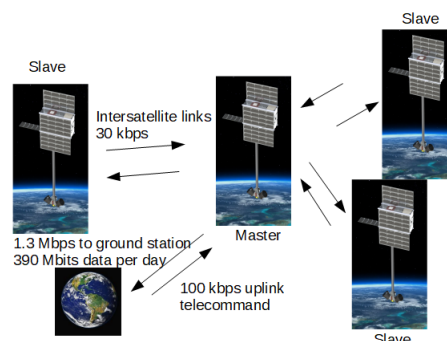 Slave
Slave
Intersatellite links
30 kbps
Master
1.3 Mbps to ground station
390 Mbits data per day
100 kbps uplink
telecommand
Slave